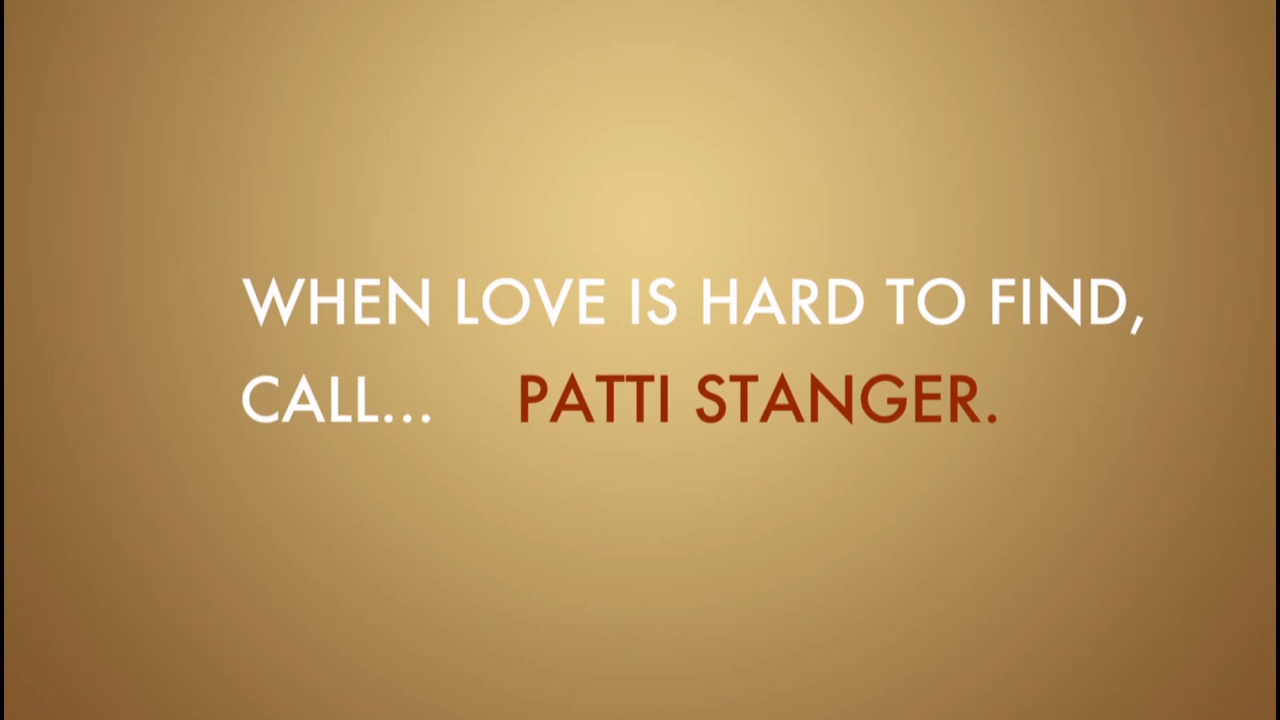 WHEN LOVE IS HARD TO FIND,
CALL... PATTI STANGER.